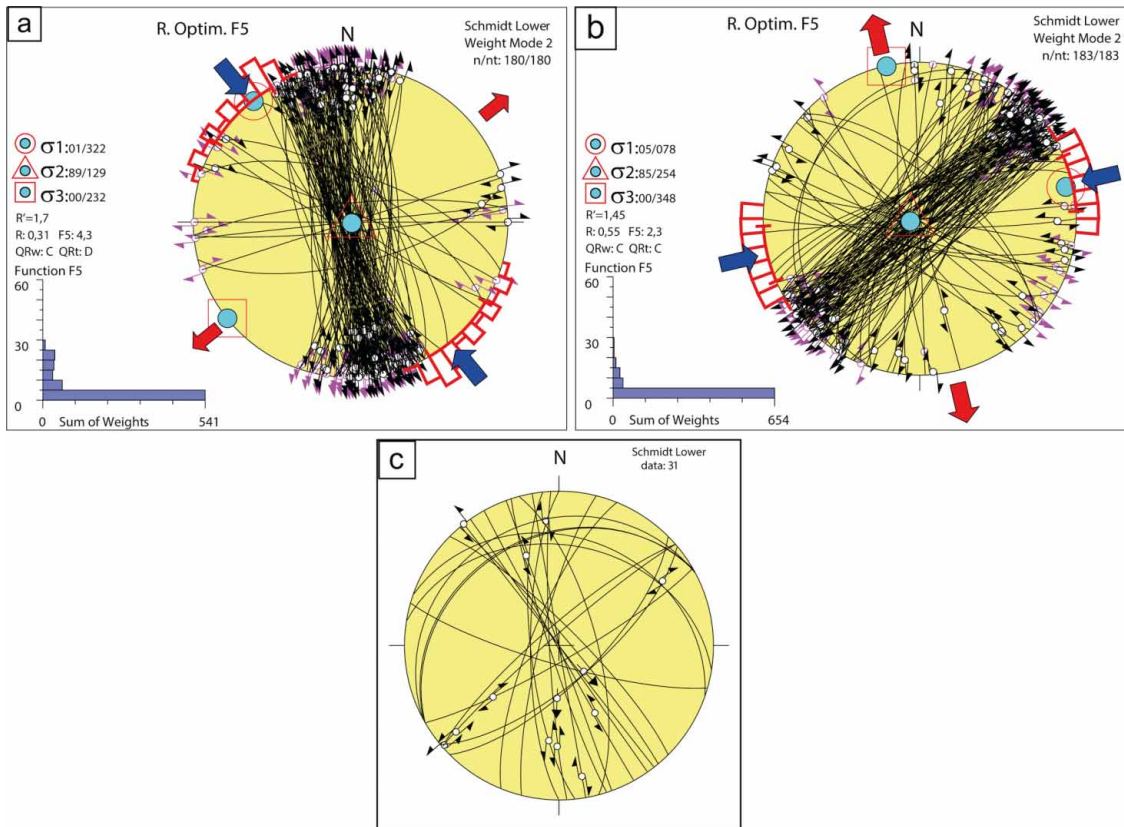 a
R. Optim. F5
Schmidt Lower
Weight Mode 2
n/nt: 180/180
N
σ1:01/322
σ2:89/129
σ3:00/232
R'=1,7
R: 0,31 F5: 4,3
QRw: C QRt: D
Function F5
60
30
0
0 Sum of Weights 541
b
R. Optim. F5
Schmidt Lower
Weight Mode 2
n/nt: 183/183
N
σ1:05/078
σ2:85/254
σ3:00/348
R'=1,45
R: 0,55 F5: 2,3
QRw: C QRt: C
Function F5
60
30
0
0 Sum of Weights 654
c
N
Schmidt Lower
data: 31